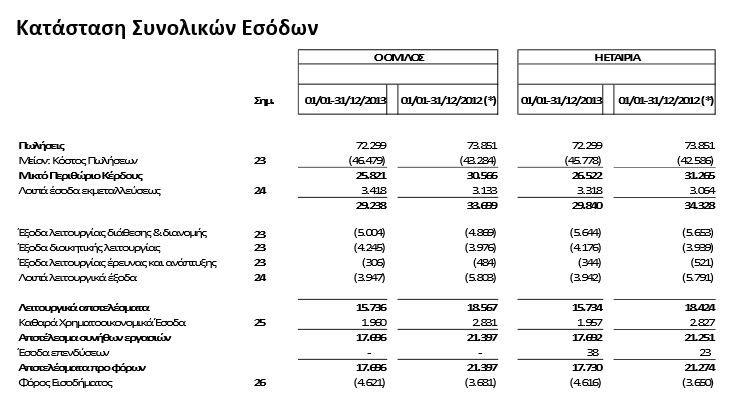 Κατάσταση Συνολικών Εσόδων
Ο ΟΜΙΛΟΣ Η ΕΤΑΙΡΙΑ
Σημ. 01/01-31/12/2013 01/01-31/12/2012 (*) 01/01-31/12/2013 01/01-31/12/2012 (*)
Πωλήσεις 72.299 73.851 72.299 73.851
Μείον: Κόστος Πωλήσεων 23 (46.479) (43.284) (45.778) (42.586)
Μικτό Περιθώριο Κέρδους 25.821 30.566 26.522 31.265
Λοιπά έσοδα εκμεταλλεύσεως 24 3.418 3.133 3.318 3.064
29.238 33.699 29.840 34.328
Έξοδα λειτουργίας διάθεσης & διανομής 23 (5.004) (4.869) (5.644) (5.653)
Έξοδα διοικητικής λειτουργίας 23 (4.245) (3.976) (4.176) (3.939)
Έξοδα λειτουργίας έρευνας και ανάπτυξης 23 (306) (484) (344) (521)
Λοιπά λειτουργικά έξοδα 24 (3.947) (5.803) (3.942) (5.791)
Λειτουργικά αποτελέσματα 15.736 18.567 15.734 18.424
Καθαρά Χρηματοοικονομικά Έσοδα 25 1.960 2.831 1.957 2.827
Αποτέλεσμα συνήθων εργασιών 17.696 21.397 17.692 21.251
Έσοδα επενδύσεων - - 38 23
Αποτελέσματα προ φόρων 17.696 21.397 17.730 21.274
Φόρος Εισοδήματος 26 (4.621) (3.681) (4.616) (3.650)